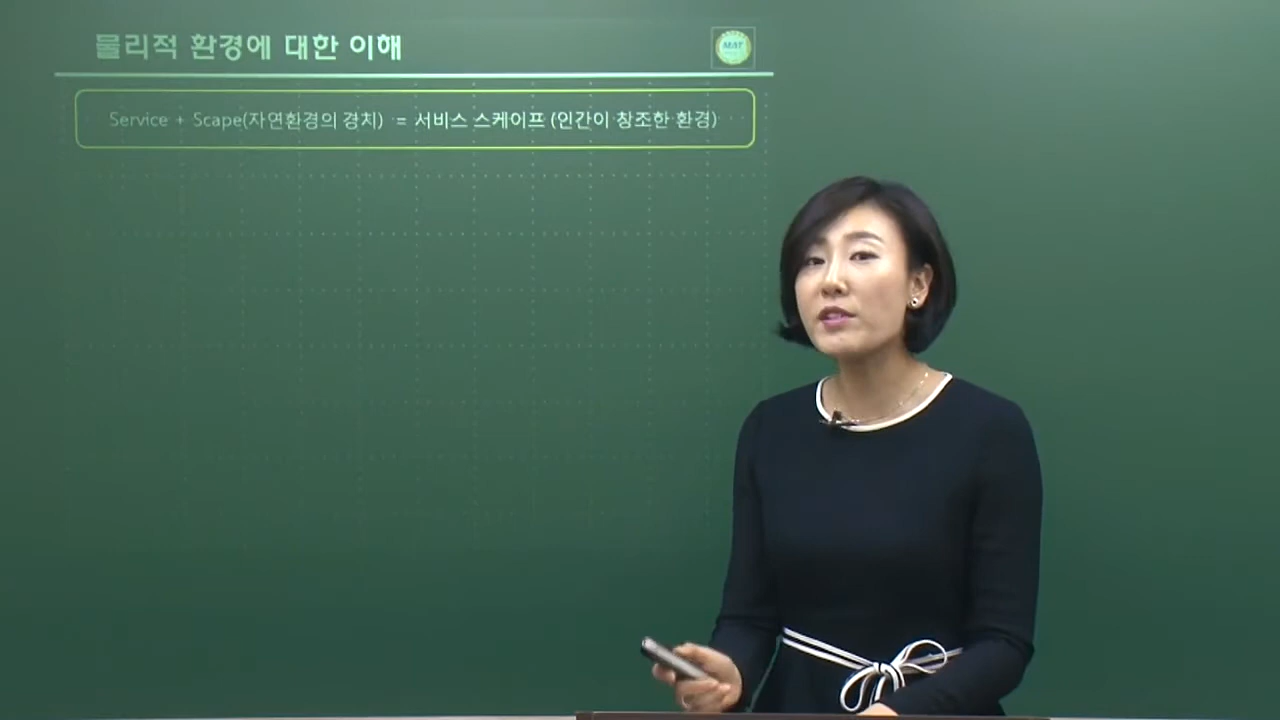 물리적 환경에 대한 이해
MAT
Service + Scape(자연환경의 경치) = 서비스 스케이프 (인간이 창조한 환경)